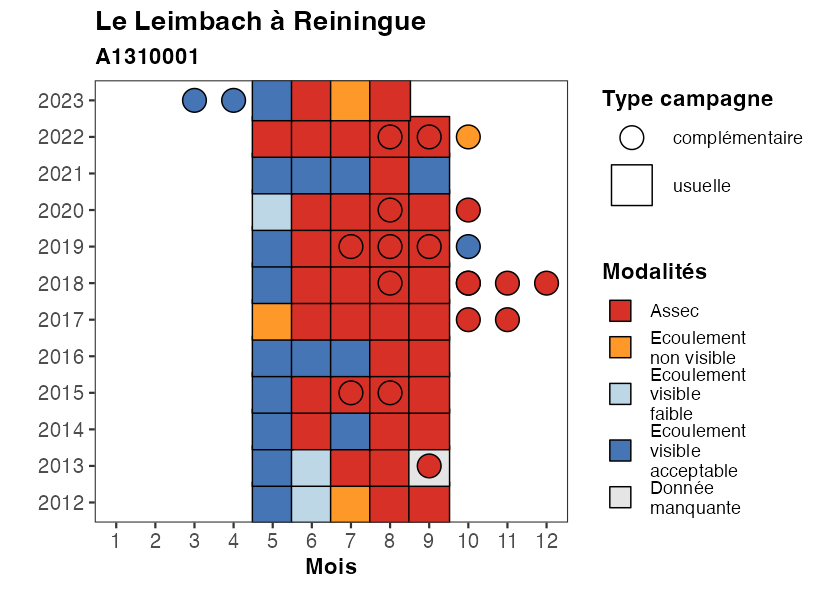 Le Leimbach à Reiningue
A1310001
2023
2022
2021
2020
2019
2018
2017
2016
2015
2014
2013
2012
1 2 3 4 5 6 7 8 9 10 11 12
Mois
Type campagne
complémentaire
usuelle
Modalités
Assec
Ecoulement
non visible
Ecoulement
visible
faible
Ecoulement
visible
acceptable
Donnée
manquante